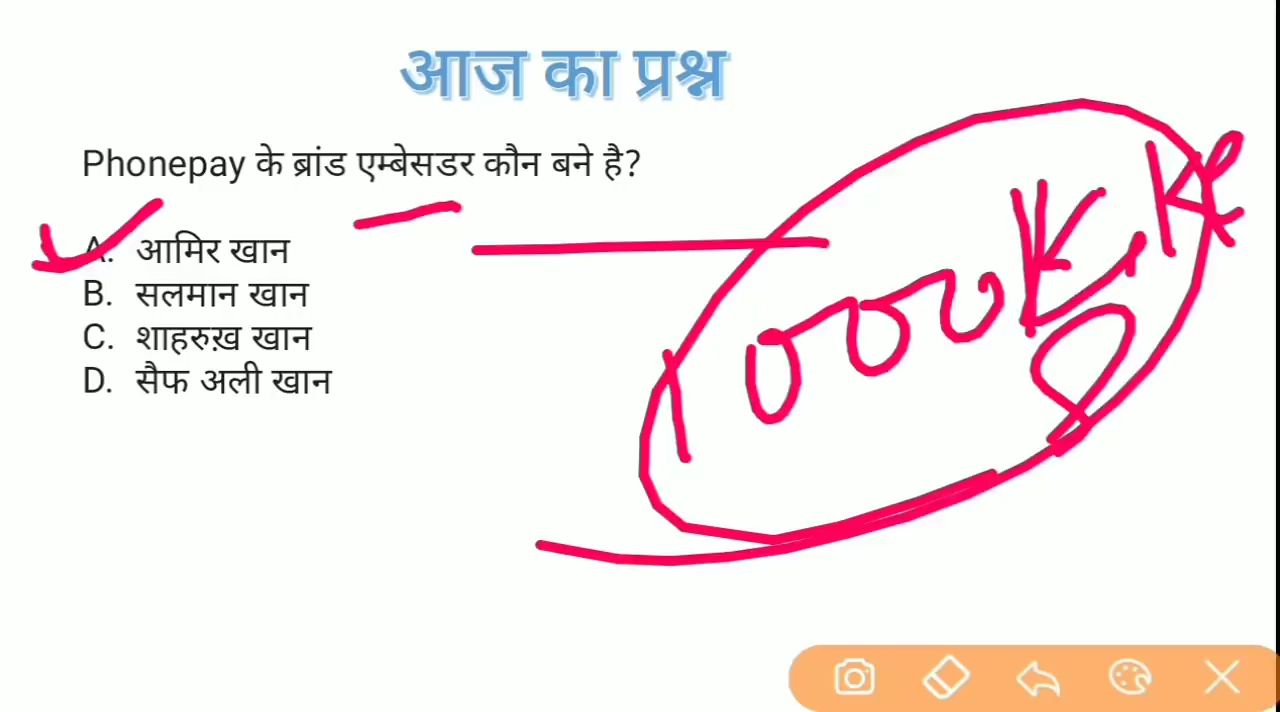 आज का प्रश्न
Phonepay के ब्रांड एम्बेसडर कौन बने है?
A. आमिर खान
B. सलमान खान
C. शाहरुख़ खान
D. सैफ अली खान